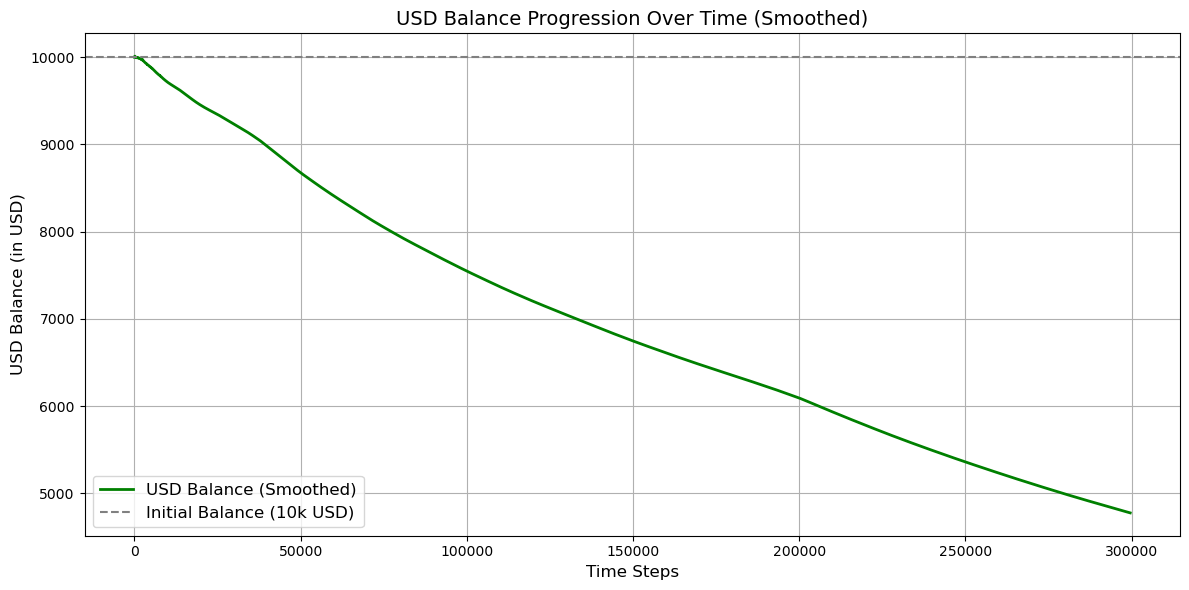 USD Balance Progression Over Time (Smoothed)
USD Balance (in USD)
10000
9000
8000
7000
6000
5000
USD Balance (Smoothed)
Initial Balance (10k USD)
0 50000 100000 150000 200000 250000 300000
Time Steps